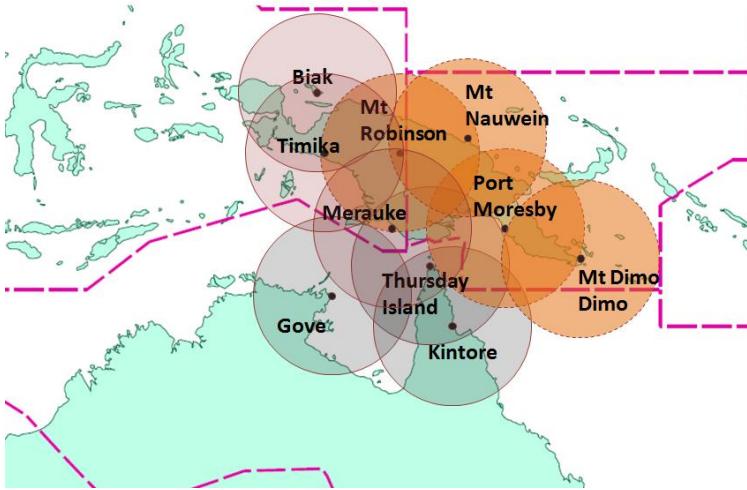 Biak
Mt
Robinson
Mt
Nauwein
Timika
Port
Moresby
Merauke
Mt Dimo
Dimo
Thursday
Island
Gove
Kintore